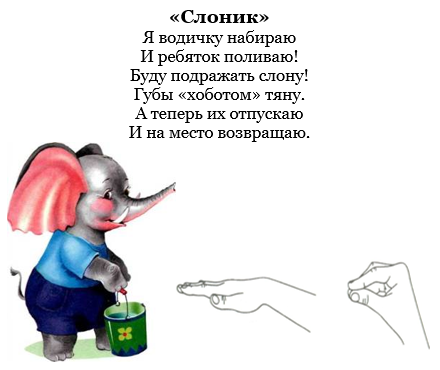 «Слоник»
Я водичку набираю
И ребяток поливаю!
Буду подражать слону!
Губы «хоботом» тяну.
А теперь их отпускаю
И на место возвращаю.